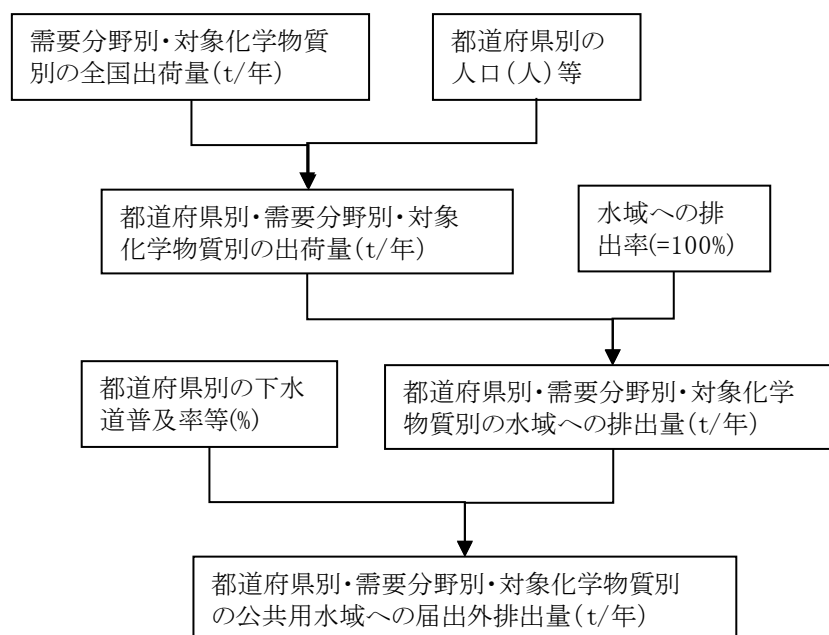 需要分野別・対象化学物質
別の全国出荷量(t/年)
都道府県別の
人口(人)等
都道府県別・需要分野別・対象
化学物質別の出荷量(t/年)
水域への排
出率(=100%)
都道府県別の下水
道普及率等(%)
都道府県別・需要分野別・対象化学
物質別の水域への排出量(t/年)
都道府県別・需要分野別・対象化学物質別
の公共用水域への届出外排出量(t/年)